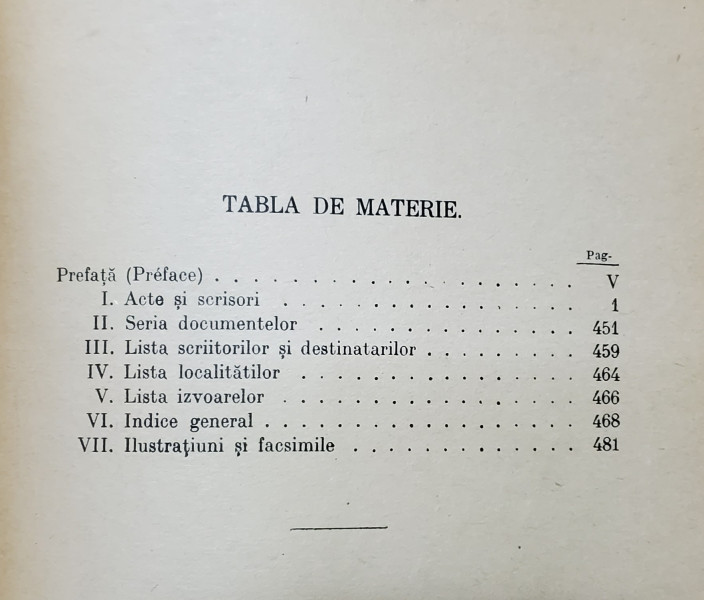 TABLA DE MATERIE.
Pag-
Prefață (Préface) . . . . . . . . . . . . . . . . . . . . V
I. Acte și scrisori . . . . . . . . . . . . . . . . 1
II. Seria documentelor . . . . . . . . . . . . . . 451
III. Lista scriitorilor și destinatarilor . . . . . . . . 459
IV. Lista localitătilor . . . . . . . . . . . . . . . 464
V. Lista izvoarelor . . . . . . . . . . . . . . . . 466
VI. Indice general . . . . . . . . . . . . . . . . . 468
VII. Ilustrațiuni și facsimile . . . . . . . . . . . . 481